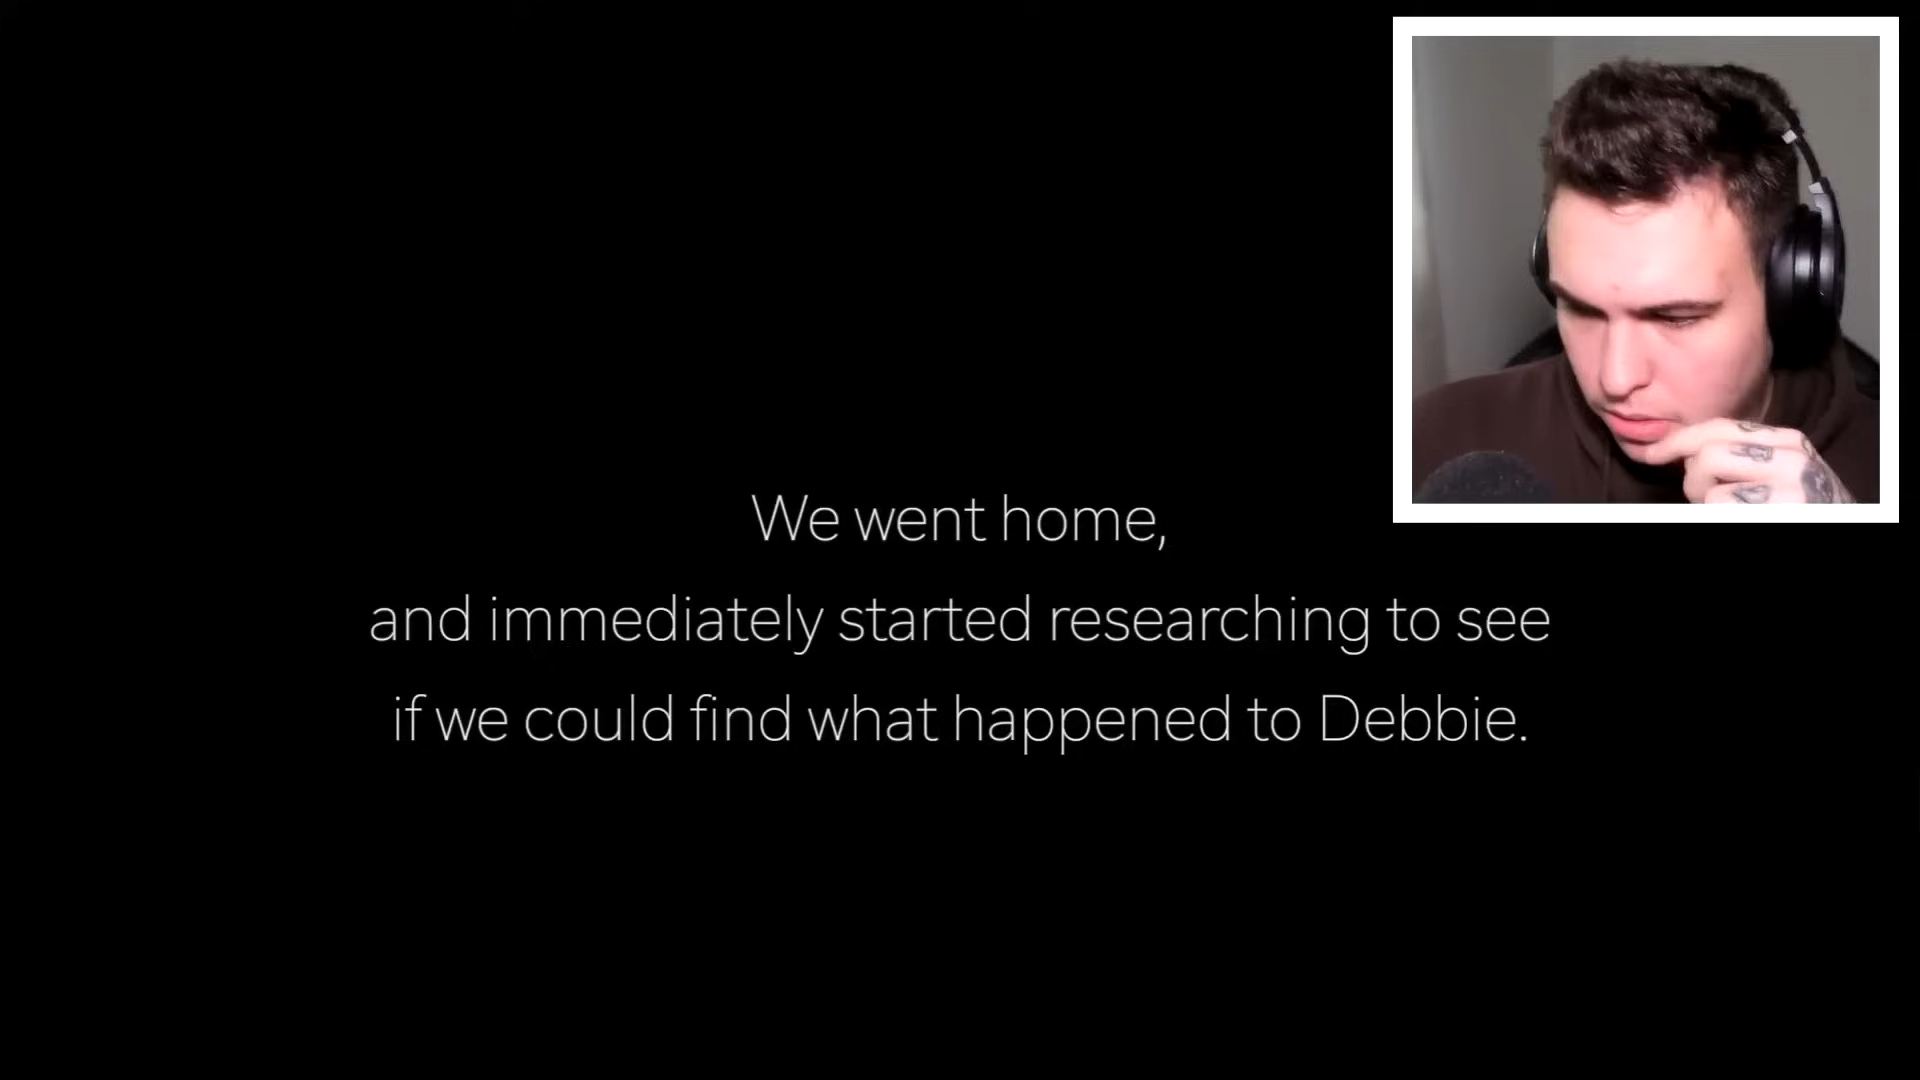 We went home,
and immediately started researching to see
if we could find what happened to Debbie.